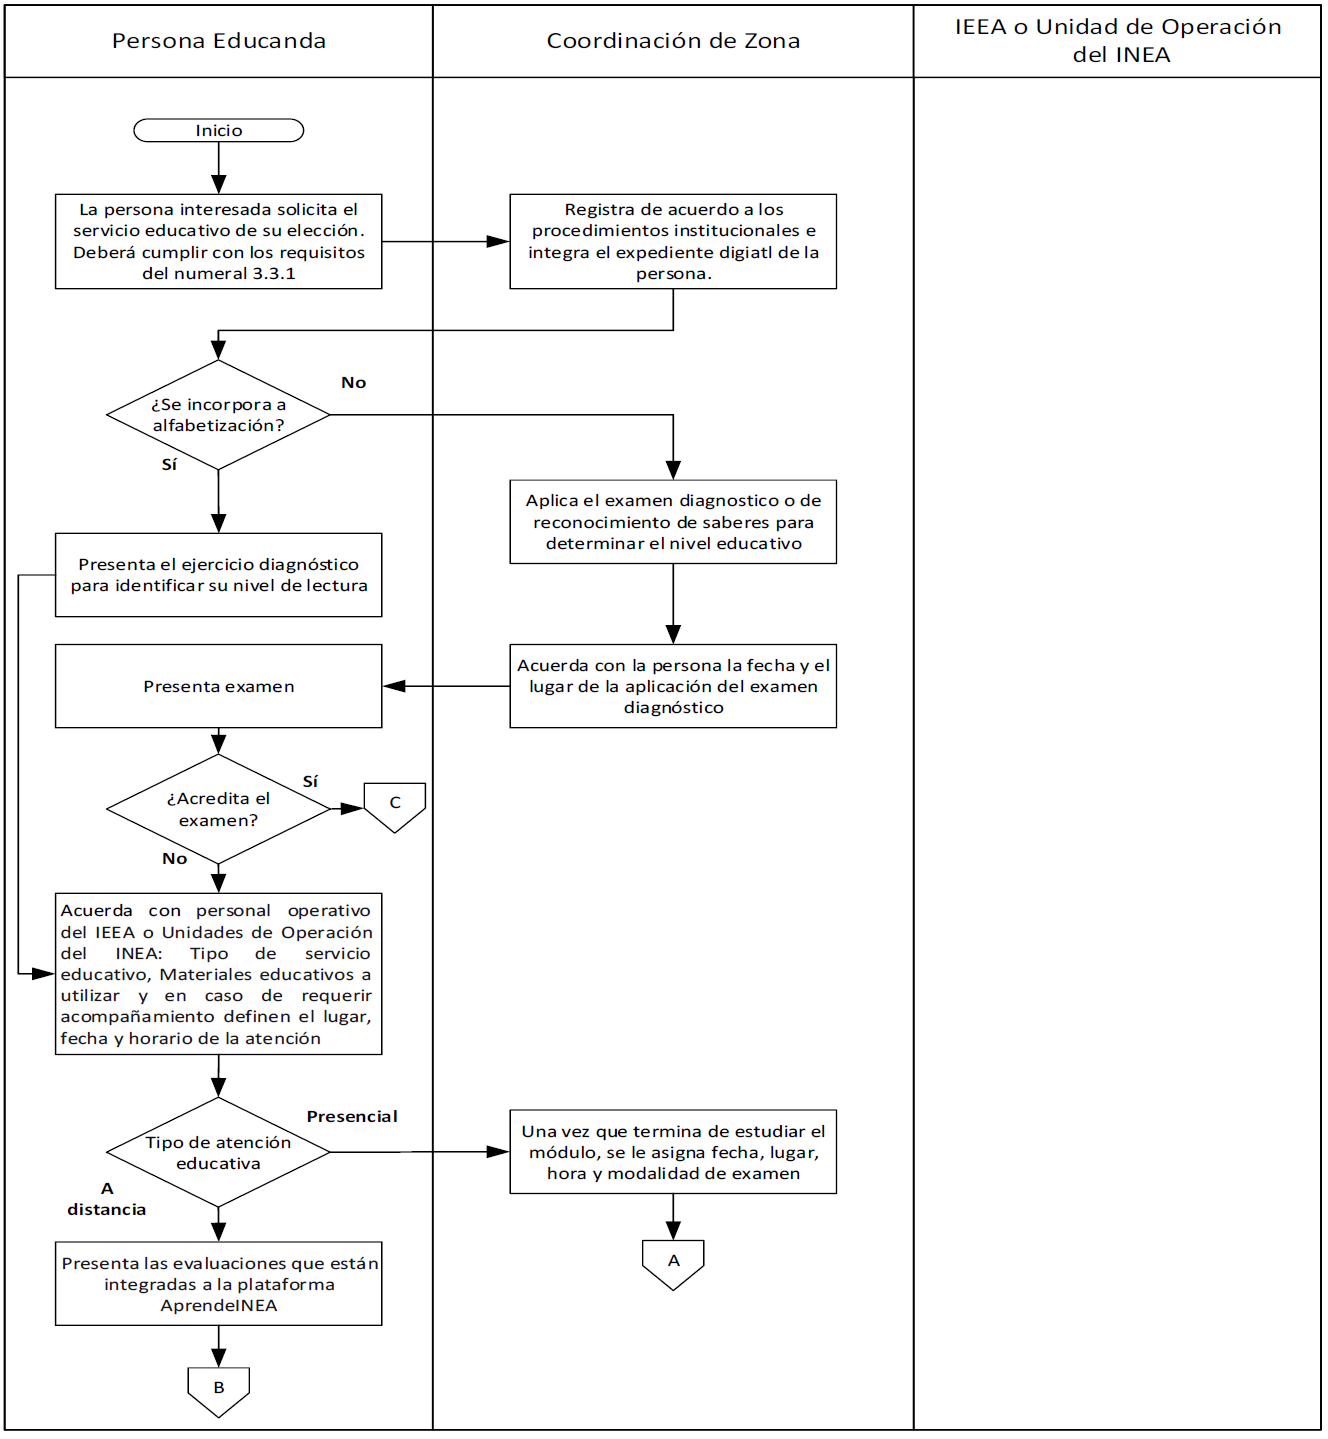 Persona Educanda
Coordinación de Zona
IEEA o Unidad de Operación
del INEA
Inicio
La persona interesada solicita el
servicio educativo de su elección.
Deberá cumplir con los requisitos
del numeral 3.3.1
Registra de acuerdo a los
procedimientos institucionales e
integra el expediente digiatl de la
persona.
¿Se incorpora a
alfabetización?
No
Sí
Aplica el examen diagnostico o de
reconocimiento de saberes para
determinar el nivel educativo
Presenta el ejercicio diagnóstico
para identificar su nivel de lectura
Acuerda con la persona la fecha y el
lugar de la aplicación del examen
diagnóstico
Presenta examen
¿Acredita el
examen?
Sí
C
No
Acuerda con personal operativo
del IEEA o Unidades de Operación
del INEA: Tipo de servicio
educativo, Materiales educativos a
utilizar y en caso de requerir
acompañamiento definen el lugar,
fecha y horario de la atención
Tipo de atención
educativa
Presencial
A
distancia
Una vez que termina de estudiar el
módulo, se le asigna fecha, lugar,
hora y modalidad de examen
A
Presenta las evaluaciones que están
integradas a la plataforma
AprendeINEA
B